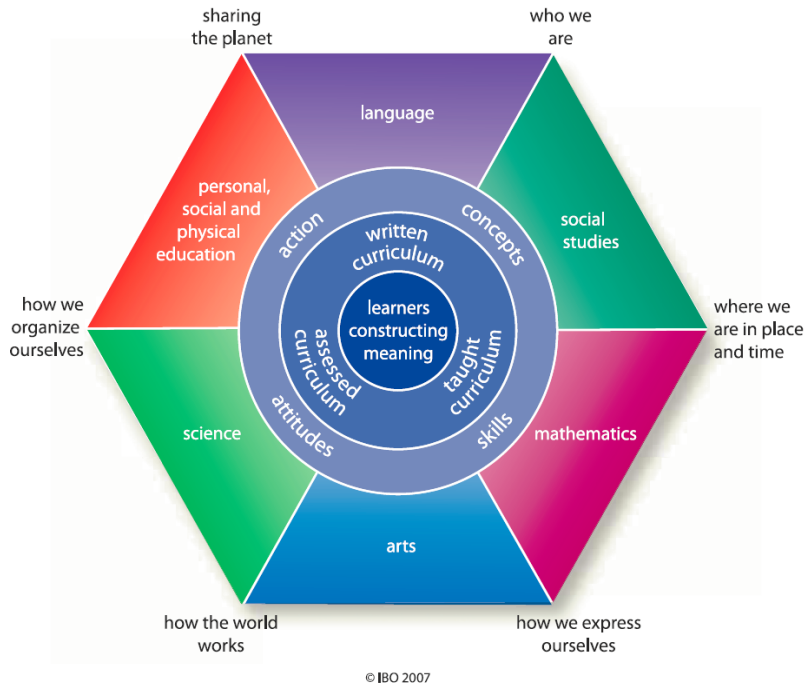 sharing
the planet
who we
are
language
personal,
social and
physical
education
action
concepts
social
studies
written
curriculum
learners
constructing
meaning
how we
organize
ourselves
where we
are in place
and time
assessed
curriculum
taught
curriculum
science
attitudes
skills
mathematics
arts
how the world
works
how we express
ourselves
© IBO 2007